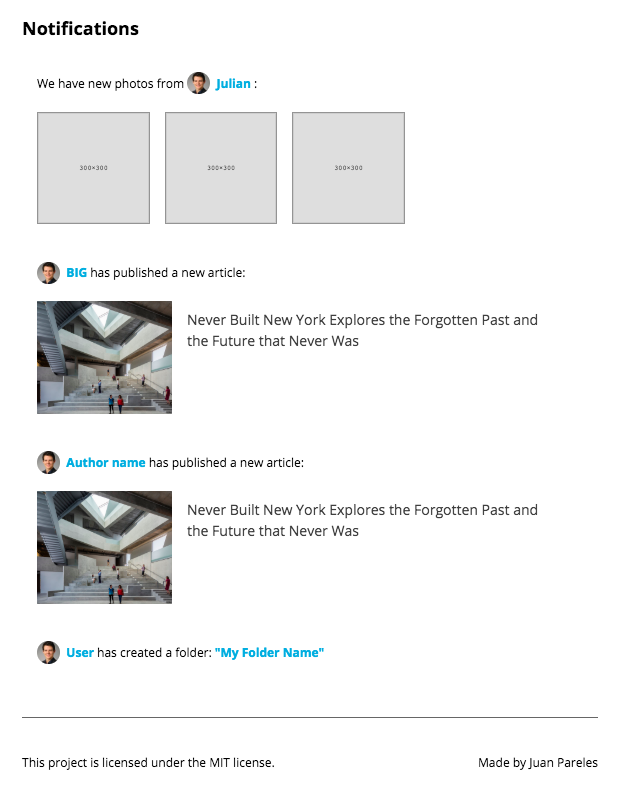 Notifications
We have new photos from Julian :
300×300 300×300 300×300
BIG has published a new article:
Never Built New York Explores the Forgotten Past and
the Future that Never Was
Author name has published a new article:
Never Built New York Explores the Forgotten Past and
the Future that Never Was
User has created a folder: "My Folder Name"
This project is licensed under the MIT license. Made by Juan Pareles